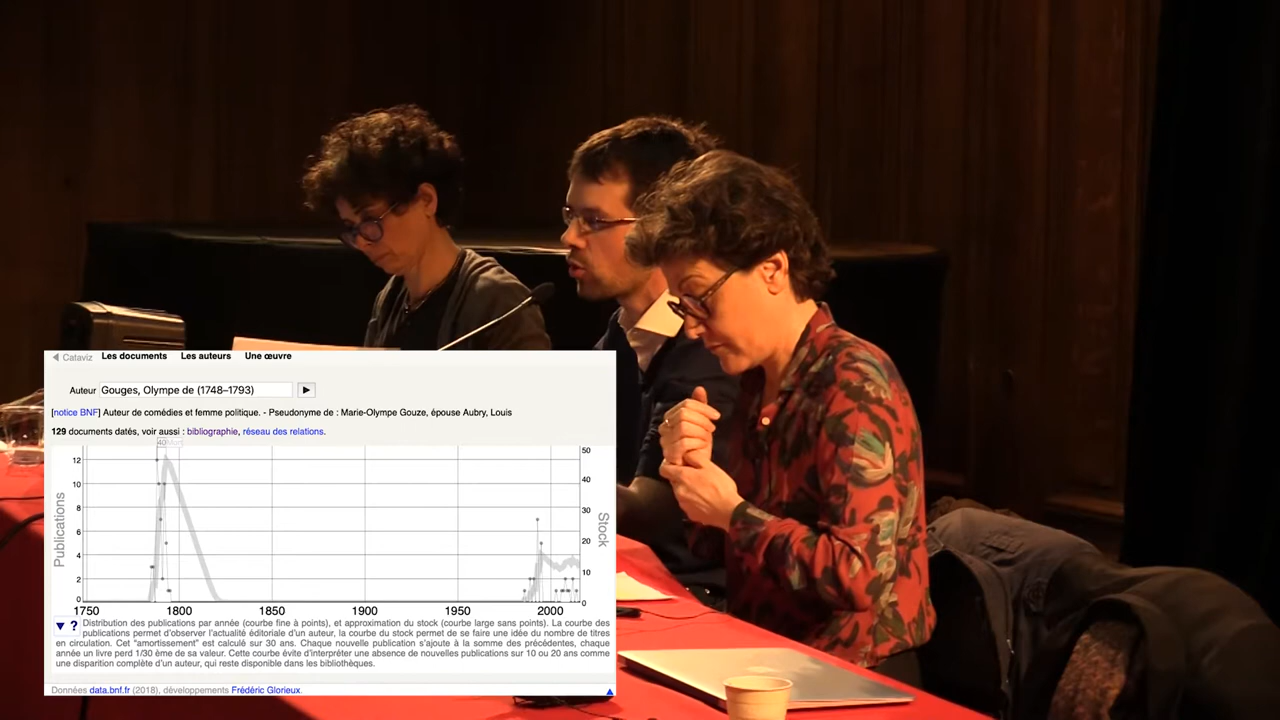 Cataviz Les documents Les auteurs Une œuvre
Auteur Gouges, Olympe de (1748–1793)
[notice BNF] Auteur de comédies et femme politique. - Pseudonyme de : Marie-Olympe Gouze, épouse Aubry, Louis
129 documents datés, voir aussi : bibliographie, réseau des relations.
40 Mort
Publications
12
10
8
6
4
2
0
50
40
30
20
10
0
Stock
1750 1800 1850 1900 1950 2000
▼ ? Distribution des publications par année (courbe fine à points), et approximation du stock (courbe large sans points). La courbe des
publications permet d'observer l'actualité éditoriale d'un auteur, la courbe du stock permet de se faire une idée du nombre de titres
en circulation. Cet "amortissement" est calculé sur 30 ans. Chaque nouvelle publication s'ajoute à la somme des précédentes, chaque
année un livre perd 1/30 ème de sa valeur. Cette courbe évite d'interpréter une absence de nouvelles publications sur 10 ou 20 ans comme
une disparition complète d'un auteur, qui reste disponible dans les bibliothèques.
Données data.bnf.fr (2018), développements Frédéric Glorieux.